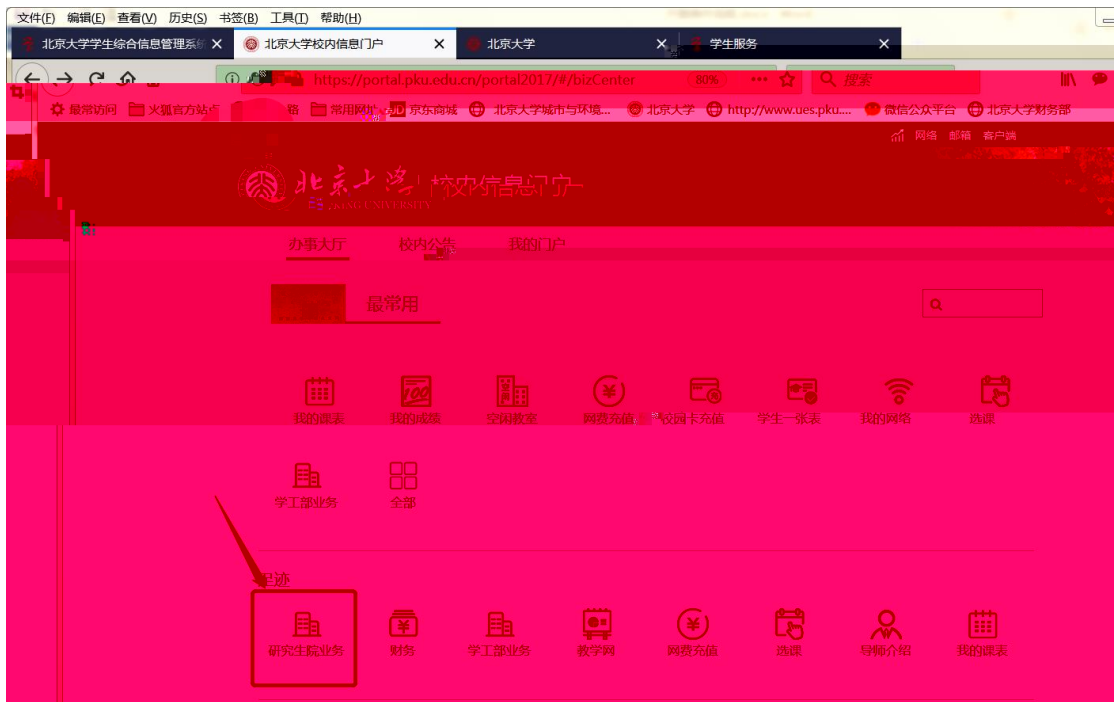 文件(F) 编辑(E) 查看(V) 历史(S) 书签(B) 工具(T) 帮助(H)
北京大学学生综合信息管理系统 北京大学校内信息门户 北京大学 学生服务
https://portal.pku.edu.cn/portal2017/#/bizCenter 80% 搜索
最常访问 火狐官方站点 常用网址 JD 京东商城 北京大学城市与环境... 北京大学 http://www.ues.pku.... 微信公众平台 北京大学财务部
网络 邮箱 客户端
北京大学 校内信息门户
PEKING UNIVERSITY
办事大厅 校内公告 我的门户
最常用
我的课表 我的成绩 空闲教室 网费充值 校园卡充值 学生一张表 我的网络 选课
学工部业务 全部
足迹
研究生院业务 财务 学工部业务 教学网 网费充值 选课 导师介绍 我的课表